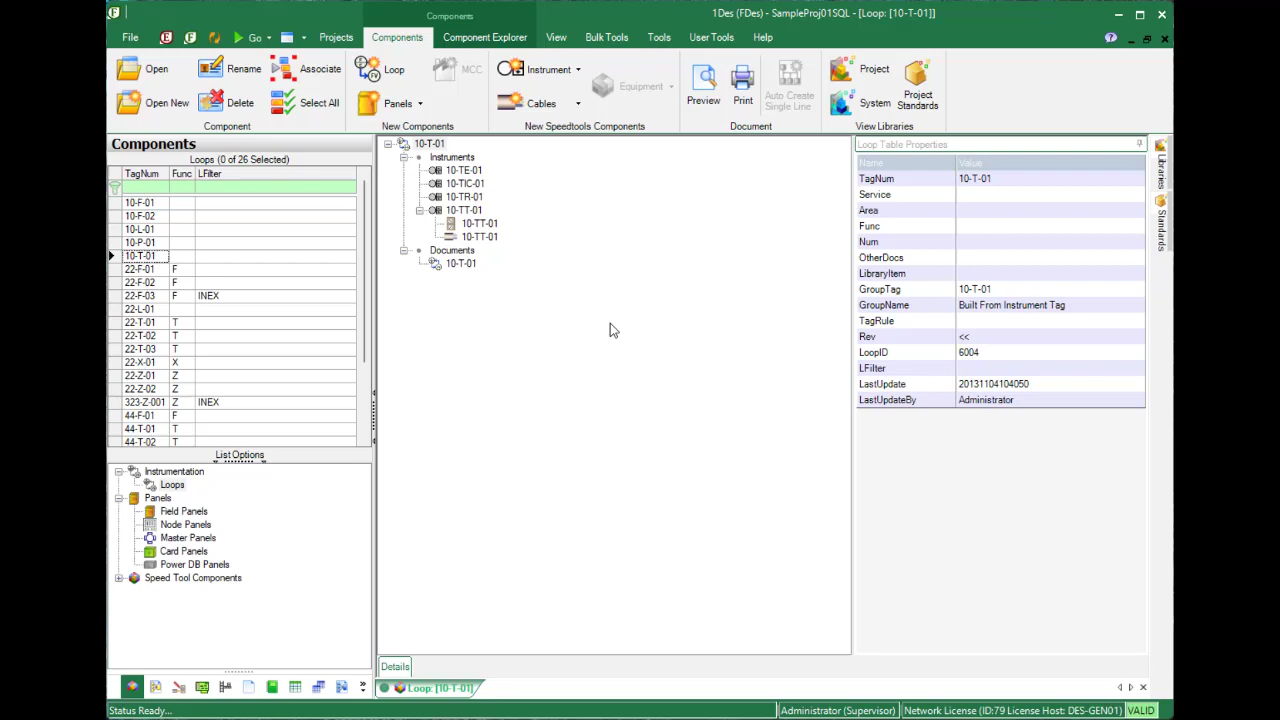 Components
1Des (FDes) - SampleProj01SQL - [Loop: [10-T-01]]
File Go Projects Components Component Explorer View Bulk Tools Tools User Tools Help
Open Rename Associate Loop MCC Instrument Equipment Preview Print Auto Create Single Line Project Project Standards
Open New Delete Select All Panels Cables System
Component New Components New Speedtools Components Document View Libraries
Components
Loops (0 of 26 Selected)
TagNum Func LFilter
10-F-01
10-F-02
10-L-01
10-P-01
10-T-01
22-F-01 F
22-F-02 F
22-F-03 F INEX
22-L-01
22-T-01 T
22-T-02 T
22-T-03 T
22-X-01 X
22-Z-01 Z
22-Z-02 Z
323-Z-001 Z INEX
44-F-01 F
44-T-01 T
44-T-02 T
List Options
Instrumentation
Loops
Panels
Field Panels
Node Panels
Master Panels
Card Panels
Power DB Panels
Speed Tool Components
10-T-01
Instruments
10-TE-01
10-TIC-01
10-TR-01
10-TT-01
10-TT-01
10-TT-01
Documents
10-T-01
Details
Loop: [10-T-01]
Loop Table Properties
Name Value
TagNum 10-T-01
Service
Area
Func
Num
OtherDocs
LibraryItem
GroupTag 10-T-01
GroupName Built From Instrument Tag
TagRule
Rev <<
LoopID 6004
LFilter
LastUpdate 20131104104050
LastUpdateBy Administrator
Libraries
Standards
Status Ready... Administrator (Supervisor) Network License (ID:79 License Host: DES-GEN01) VALID